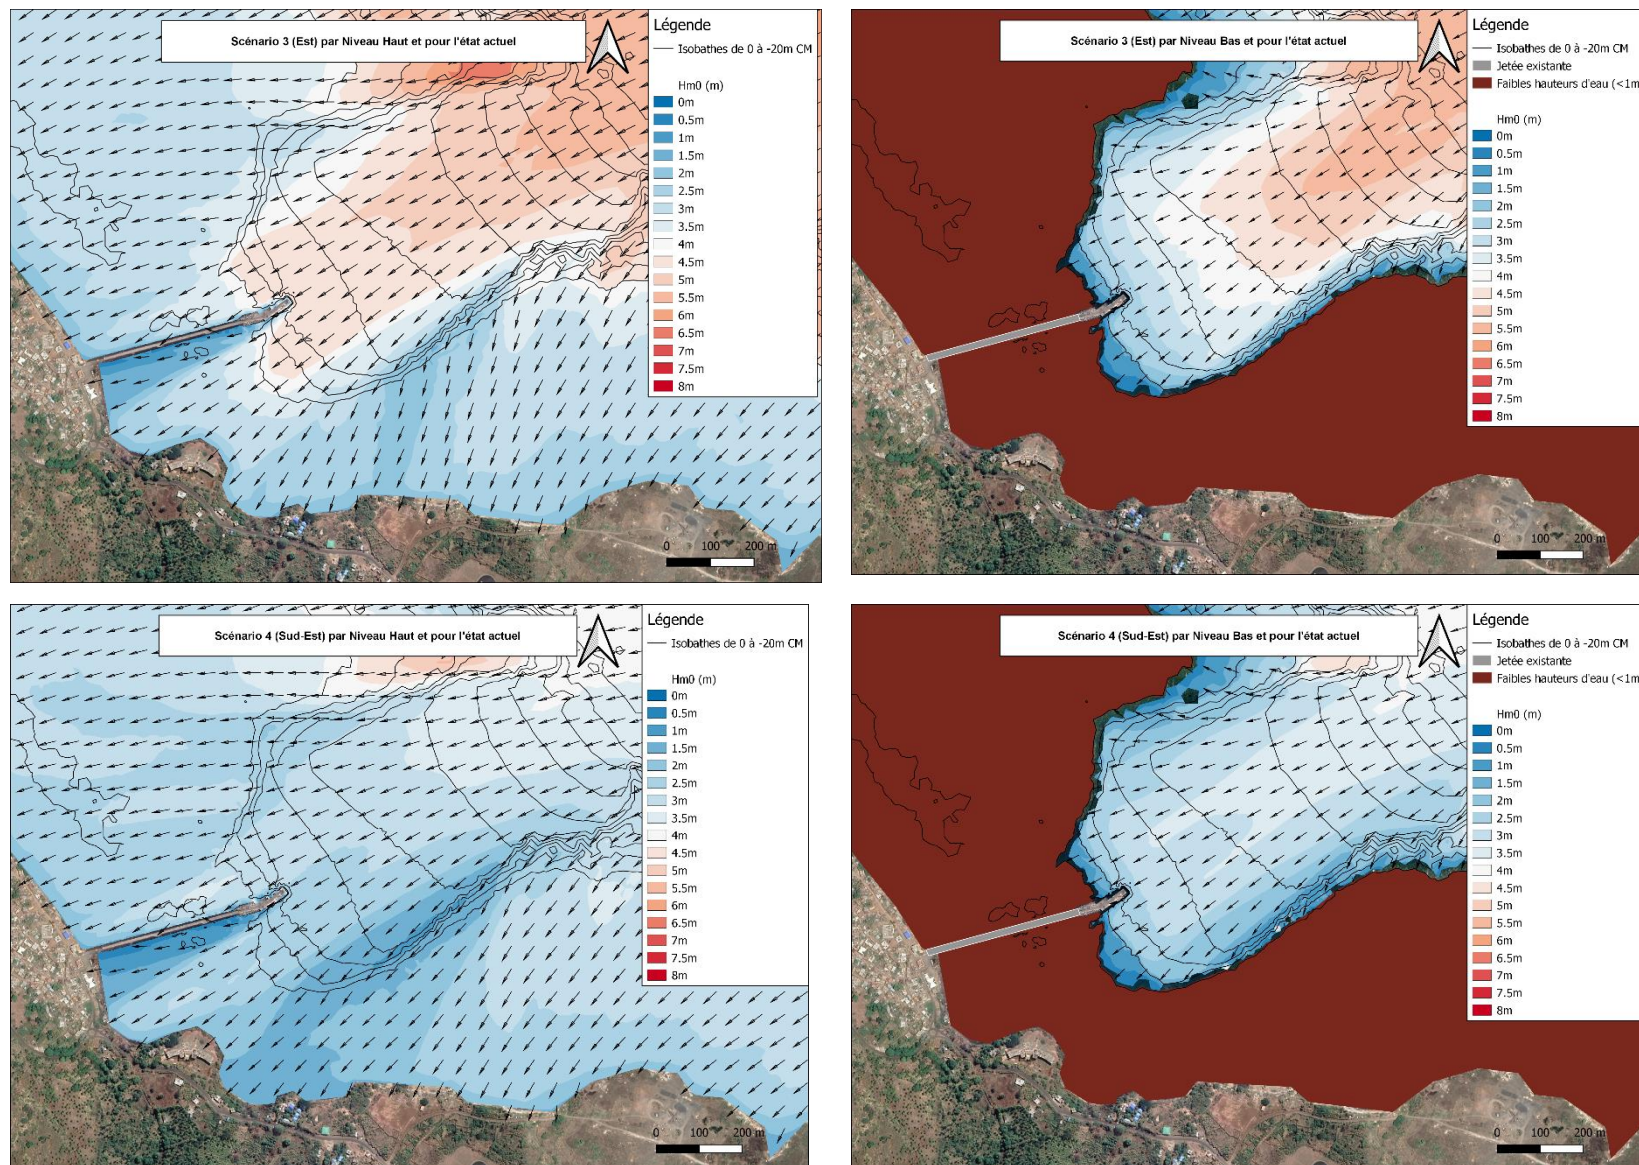 Scénario 3 (Est) par Niveau Haut et pour l'état actuel
Légende
Isobathes de 0 à -20m CM
Hm0 (m)
0m
0.5m
1m
1.5m
2m
2.5m
3m
3.5m
4m
4.5m
5m
5.5m
6m
6.5m
7m
7.5m
8m
0 100 200 m
Scénario 3 (Est) par Niveau Bas et pour l'état actuel
Légende
Isobathes de 0 à -20m CM
Jetée existante
Faibles hauteurs d'eau (<1m
Hm0 (m)
0m
0.5m
1m
1.5m
2m
2.5m
3m
3.5m
4m
4.5m
5m
5.5m
6m
6.5m
7m
7.5m
8m
0 100 200 m
Scénario 4 (Sud-Est) par Niveau Haut et pour l'état actuel
Légende
Isobathes de 0 à -20m CM
Hm0 (m)
0m
0.5m
1m
1.5m
2m
2.5m
3m
3.5m
4m
4.5m
5m
5.5m
6m
6.5m
7m
7.5m
8m
0 100 200 m
Scénario 4 (Sud-Est) par Niveau Bas et pour l'état actuel
Légende
Isobathes de 0 à -20m CM
Jetée existante
Faibles hauteurs d'eau (<1m
Hm0 (m)
0m
0.5m
1m
1.5m
2m
2.5m
3m
3.5m
4m
4.5m
5m
5.5m
6m
6.5m
7m
7.5m
8m
0 100 200 m